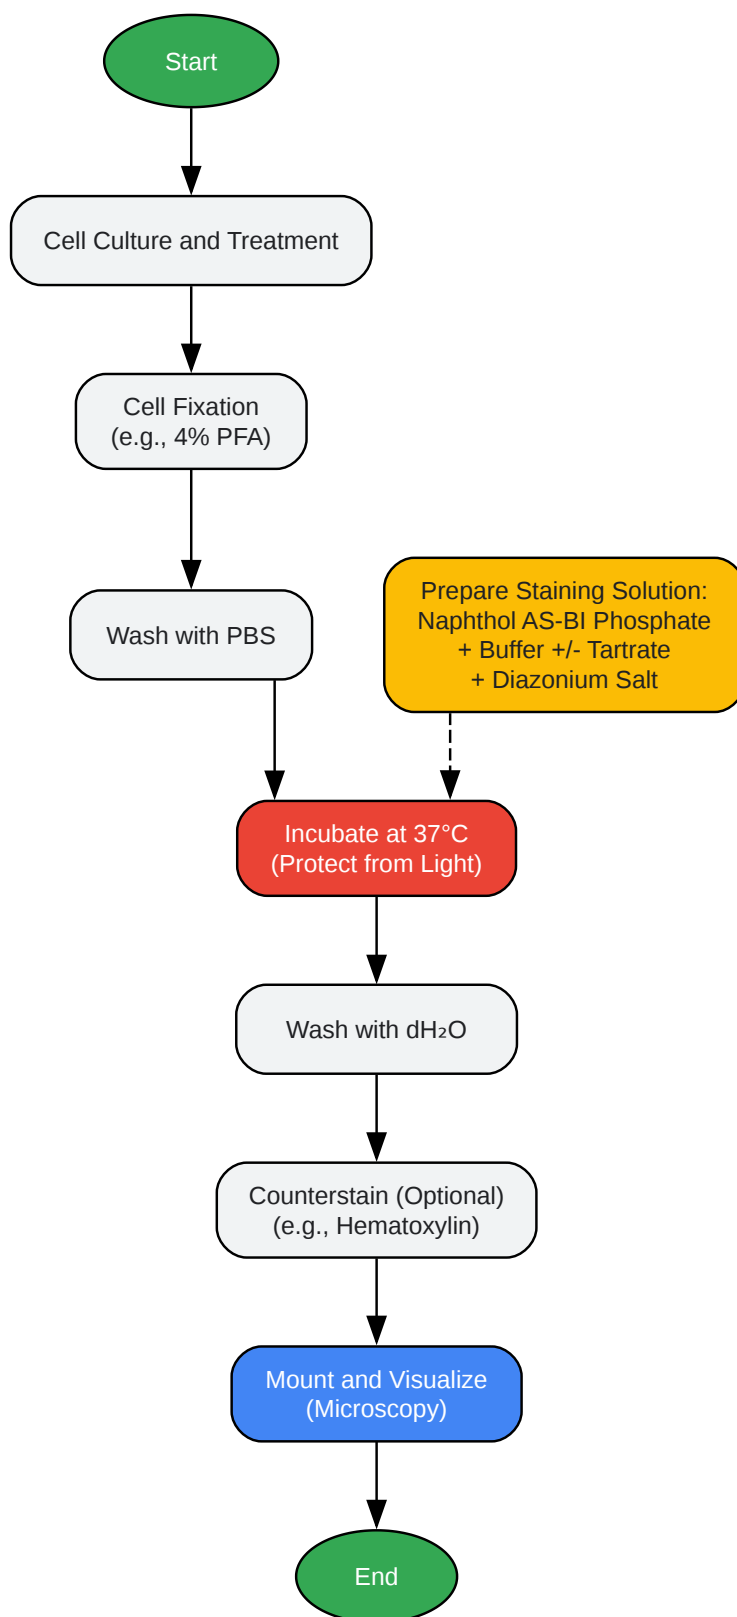 Start
Cell Culture and Treatment
Cell Fixation
(e.g., 4% PFA)
Wash with PBS
Prepare Staining Solution:
Naphthol AS-BI Phosphate
+ Buffer +/- Tartrate
+ Diazonium Salt
Incubate at 37°C
(Protect from Light)
Wash with dH₂O
Counterstain (Optional)
(e.g., Hematoxylin)
Mount and Visualize
(Microscopy)
End